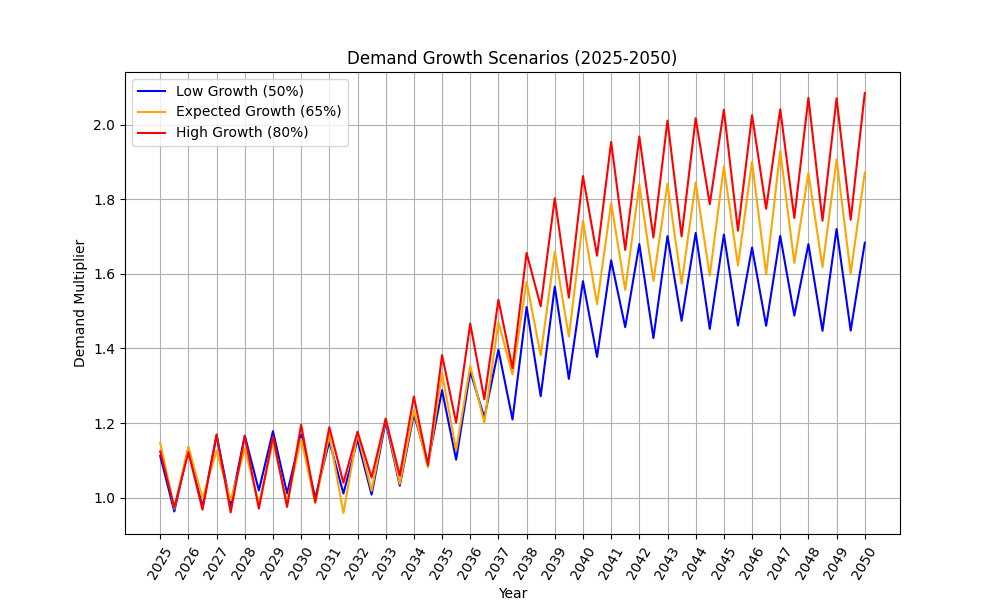 Demand Growth Scenarios (2025-2050)
Low Growth (50%)
Expected Growth (65%)
High Growth (80%)
Demand Multiplier
2.0
1.8
1.6
1.4
1.2
1.0
2025 2026 2027 2028 2029 2030 2031 2032 2033 2034 2035 2036 2037 2038 2039 2040 2041 2042 2043 2044 2045 2046 2047 2048 2049 2050
Year